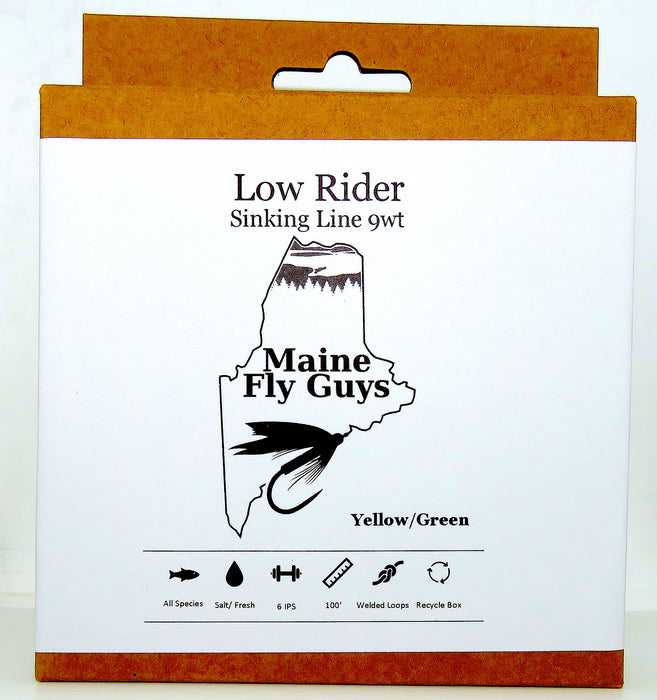 Low Rider
Sinking Line 9wt
Maine
Fly Guys
Yellow/Green
All Species Salt/ Fresh 6 IPS 100' Welded Loops Recycle Box